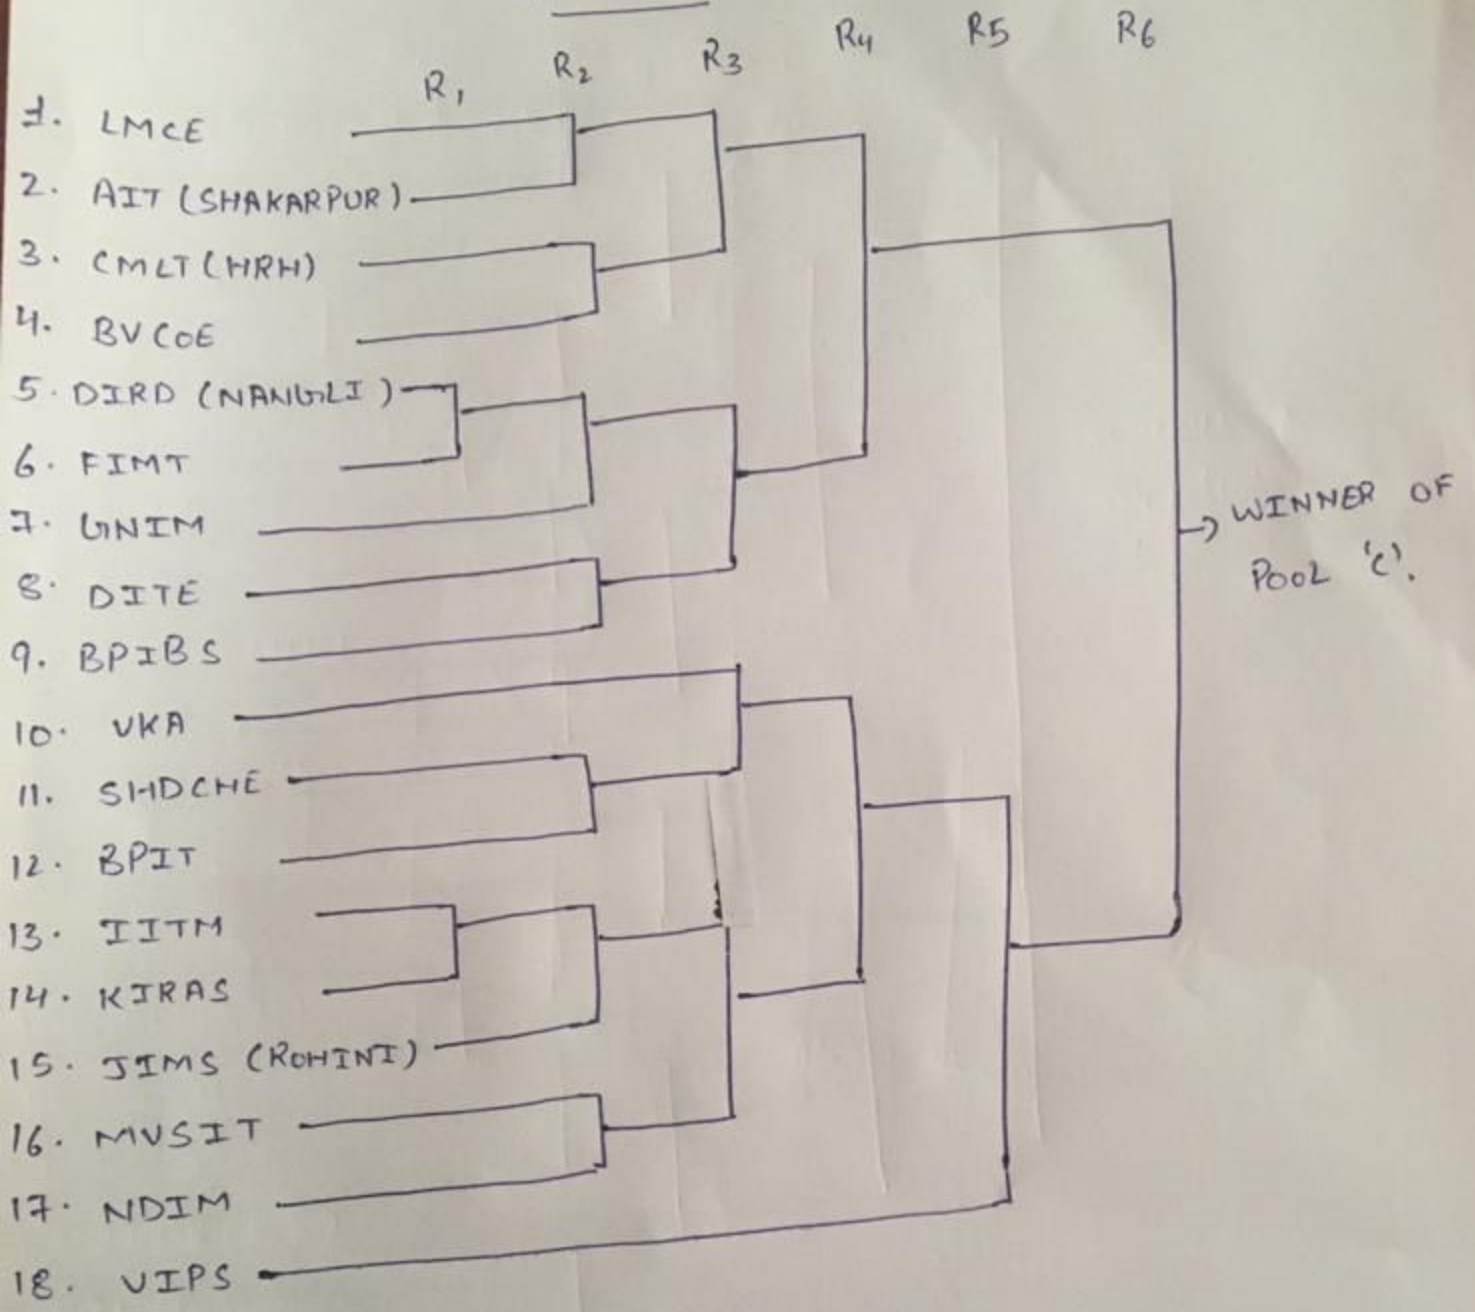 R1 R2 R3 R4 R5 R6
1. LMCE
2. AIT (SHAKARPUR)
3. CMLT (HRH)
4. BVCOE
5. DIRD (NANGLI)
6. FIMT
7. GNIM
8. DITE
9. BPIBS
10. VKA
11. SHDCHE
12. BPIT
13. IITM
14. KIRAS
15. JIMS (ROHINI)
16. MVSIT
17. NDIM
18. VIPS
WINNER OF
POOL 'C'.